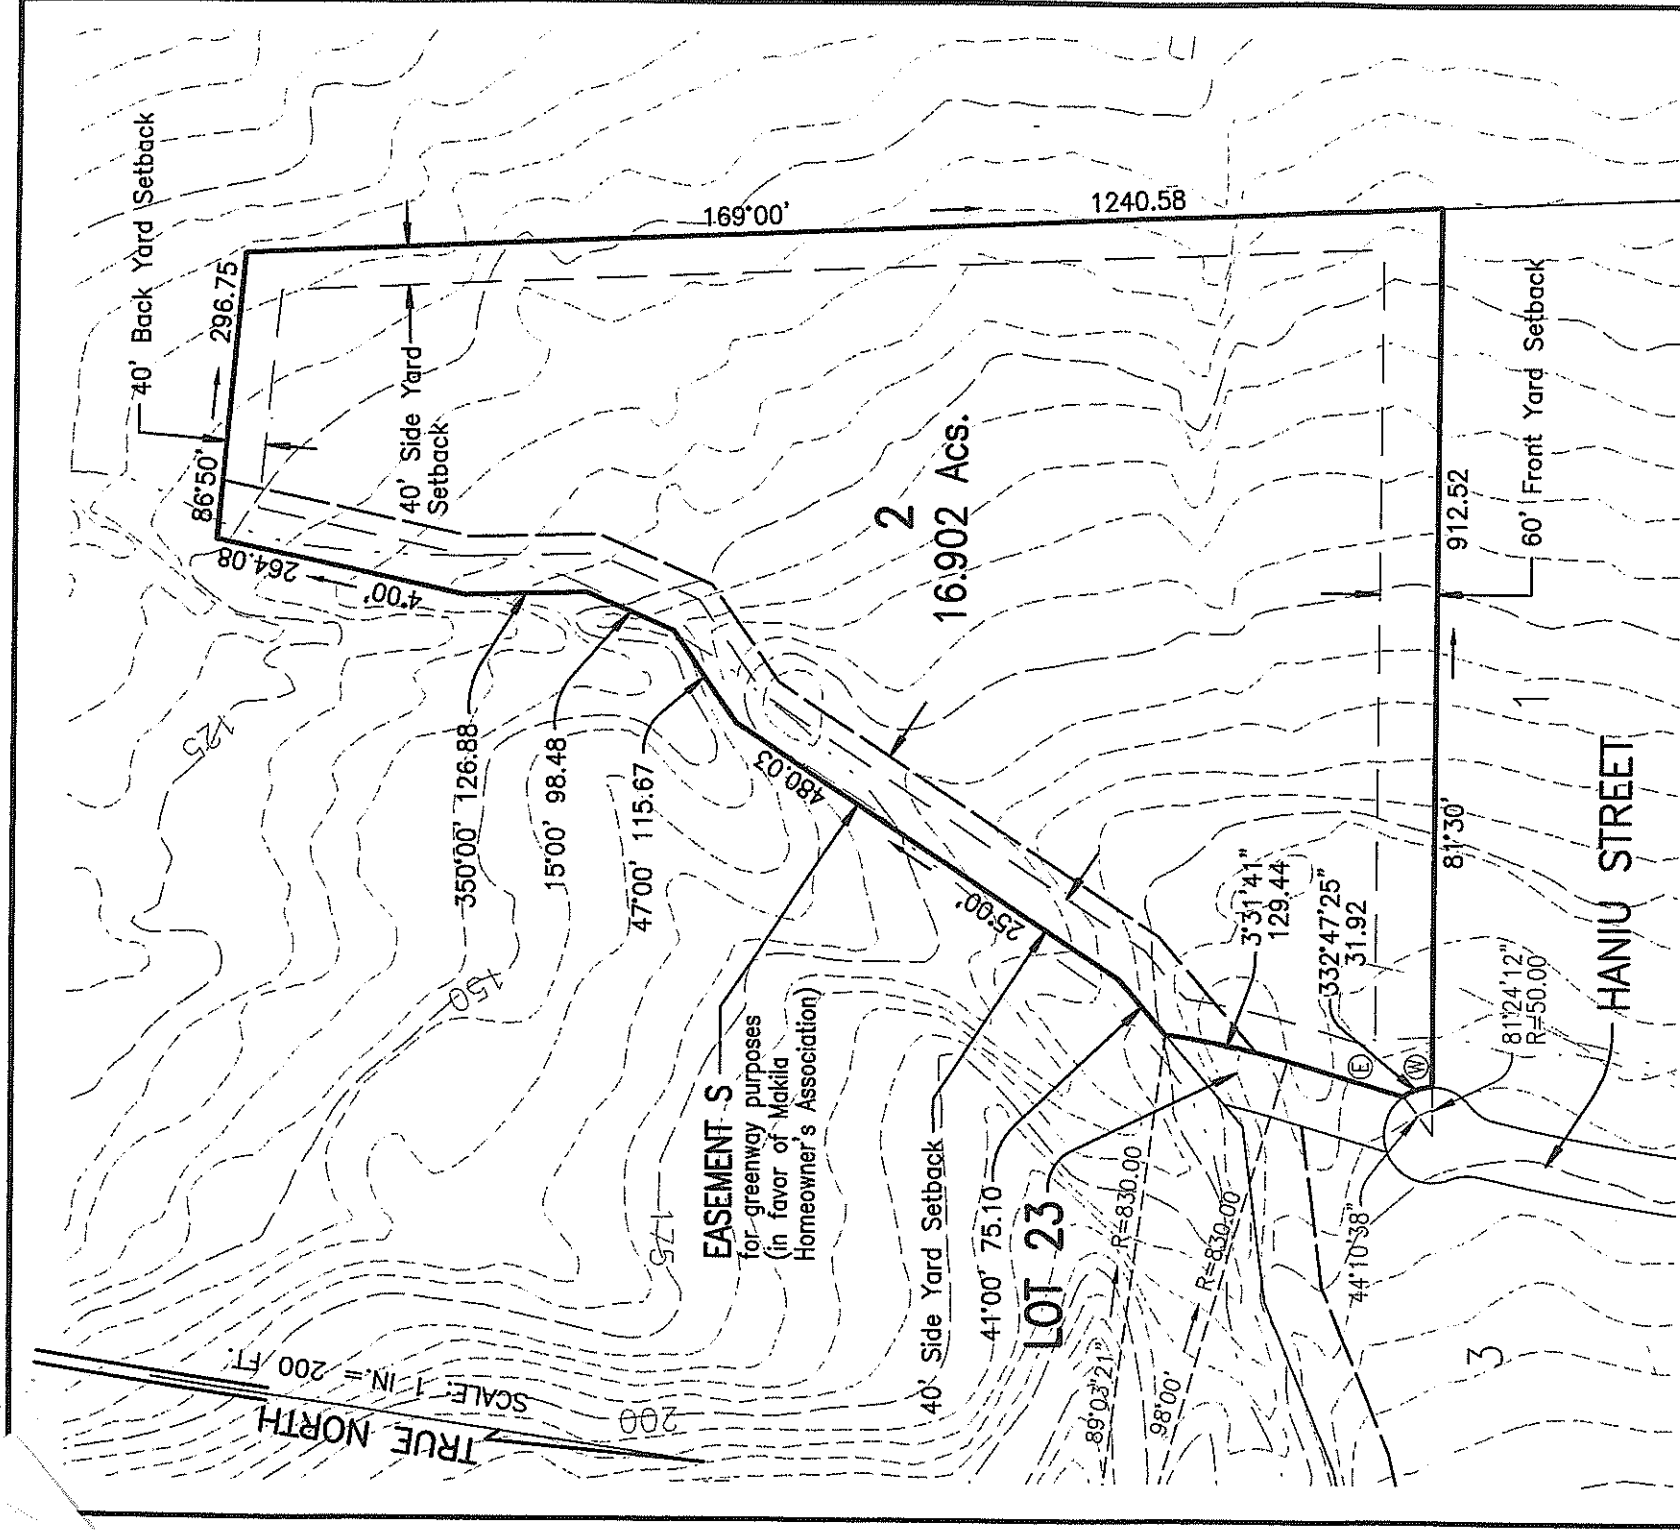 40' Back Yard Setback
86°50'
296.75
169°00'
1240.58
40' Side Yard
Setback
264.08
4°00'
350°00' 126.88
15°00' 98.48
47°00' 115.67
480.03
25°00'
2
16.902 Acs.
912.52
81°30'
60' Front Yard Setback
1
EASEMENT S
for greenway purposes
(in favor of Makila
Homeowner's Association)
40' Side Yard Setback
41°00' 75.10
LOT 23
3°31'41"
129.44
332°47'25"
31.92
E
W
81°24'12"
R=50.00
HANIU STREET
44°10'38"
R=830.00
R=830.00
89°03'21"
98°00'
3
125
150
175
200
TRUE NORTH
SCALE: 1 IN.= 200 FT.